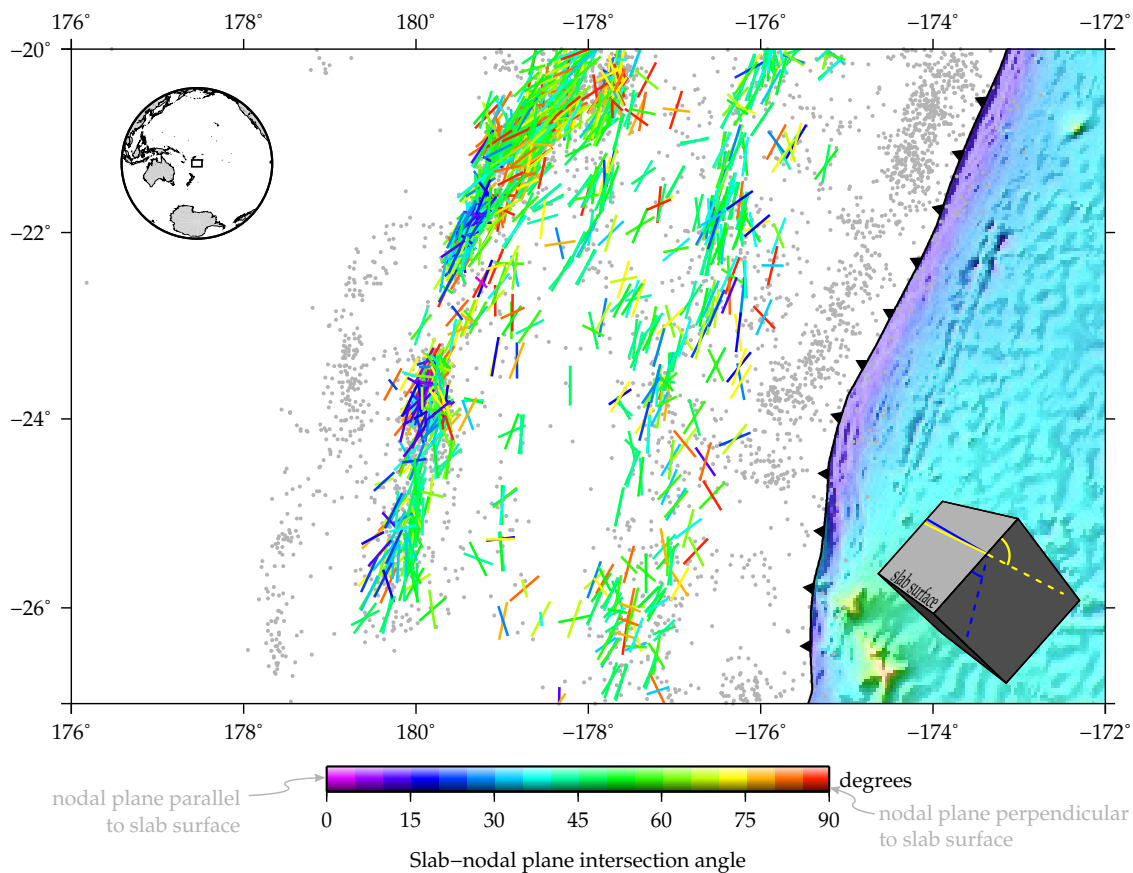 176˚ 178˚ 180˚ −178˚ −176˚ −174˚ −172˚
−20˚
−22˚
−24˚
−26˚
slab surface
176˚ 178˚ 180˚ −178˚ −176˚ −174˚ −172˚
degrees
nodal plane parallel
to slab surface
nodal plane perpendicular
to slab surface
0 15 30 45 60 75 90
Slab−nodal plane intersection angle